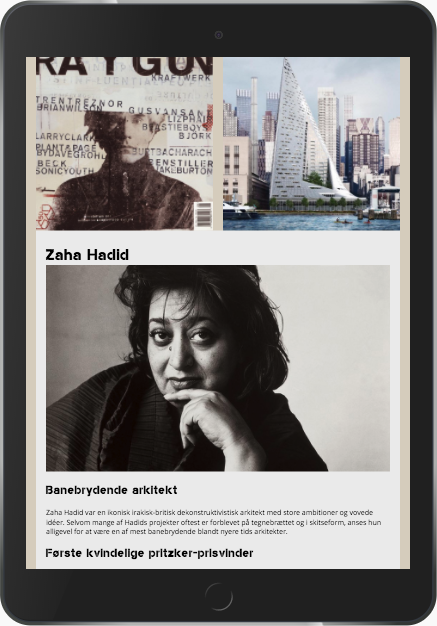 RAYGUN
KRAFTWERK
TRENTREZNOR
BRIANWILSON
GUSVANSANT
LIZPHAIR
BEASTIEBOYS
LARRYCLARK
BJORK
PLANT&PAGE
BURTBACHARACH
BYDAVEGROHL
BECK
BENSTILLER
SONICYOUTH
JAKEBURTON
Zaha Hadid
Banebrydende arkitekt
Zaha Hadid var en ikonisk irakisk-britisk dekonstruktivistisk arkitekt med store ambitioner og vovede
idéer. Selvom mange af Hadids projekter oftest er forblevet på tegnebrættet og i skitseform, anses hun
alligevel for at være en af mest banebrydende blandt nyere tids arkitekter.
Første kvindelige pritzker-prisvinder